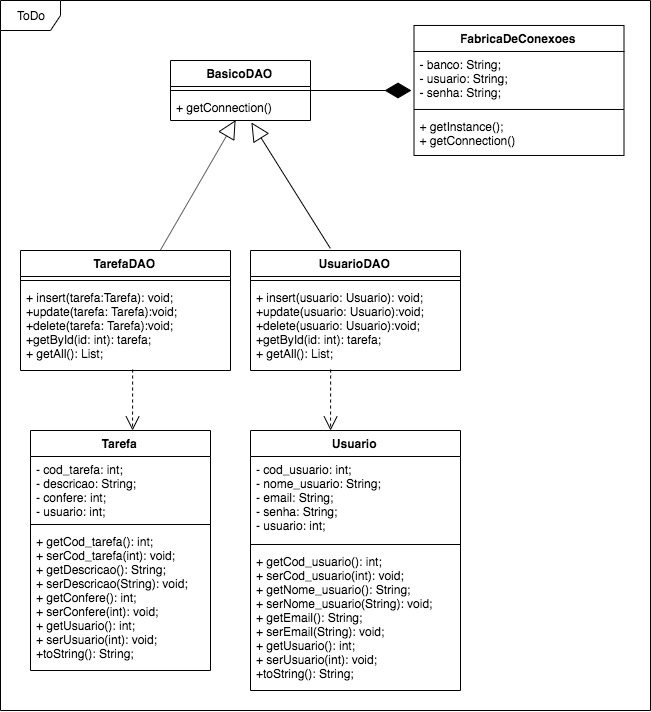 ToDo
BasicoDAO
+ getConnection()
FabricaDeConexoes
- banco: String;
- usuario: String;
- senha: String;
+ getInstance();
+ getConnection()
TarefaDAO
+ insert(tarefa:Tarefa): void;
+update(tarefa: Tarefa):void;
+delete(tarefa: Tarefa):void;
+getById(id: int): tarefa;
+ getAll(): List;
UsuarioDAO
+ insert(usuario: Usuario): void;
+update(usuario: Usuario):void;
+delete(usuario: Usuario):void;
+getById(id: int): tarefa;
+ getAll(): List;
Tarefa
- cod_tarefa: int;
- descricao: String;
- confere: int;
- usuario: int;
+ getCod_tarefa(): int;
+ serCod_tarefa(int): void;
+ getDescricao(): String;
+ serDescricao(String): void;
+ getConfere(): int;
+ serConfere(int): void;
+ getUsuario(): int;
+ serUsuario(int): void;
+toString(): String;
Usuario
- cod_usuario: int;
- nome_usuario: String;
- email: String;
- senha: String;
- usuario: int;
+ getCod_usuario(): int;
+ serCod_usuario(int): void;
+ getNome_usuario(): String;
+ serNome_usuario(String): void;
+ getEmail(): String;
+ serEmail(String): void;
+ getUsuario(): int;
+ serUsuario(int): void;
+toString(): String;